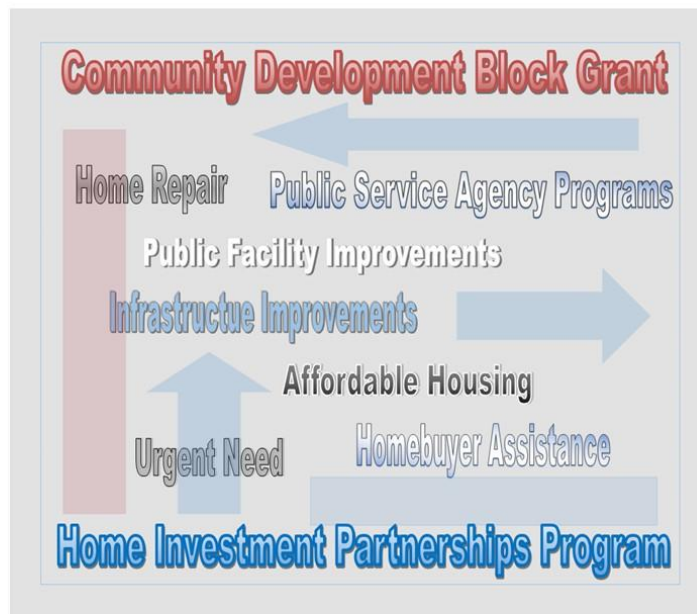 Community Development Block Grant
Home Repair
Public Service Agency Programs
Public Facility Improvements
Infrastructue Improvements
Affordable Housing
Urgent Need
Homebuyer Assistance
Home Investment Partnerships Program